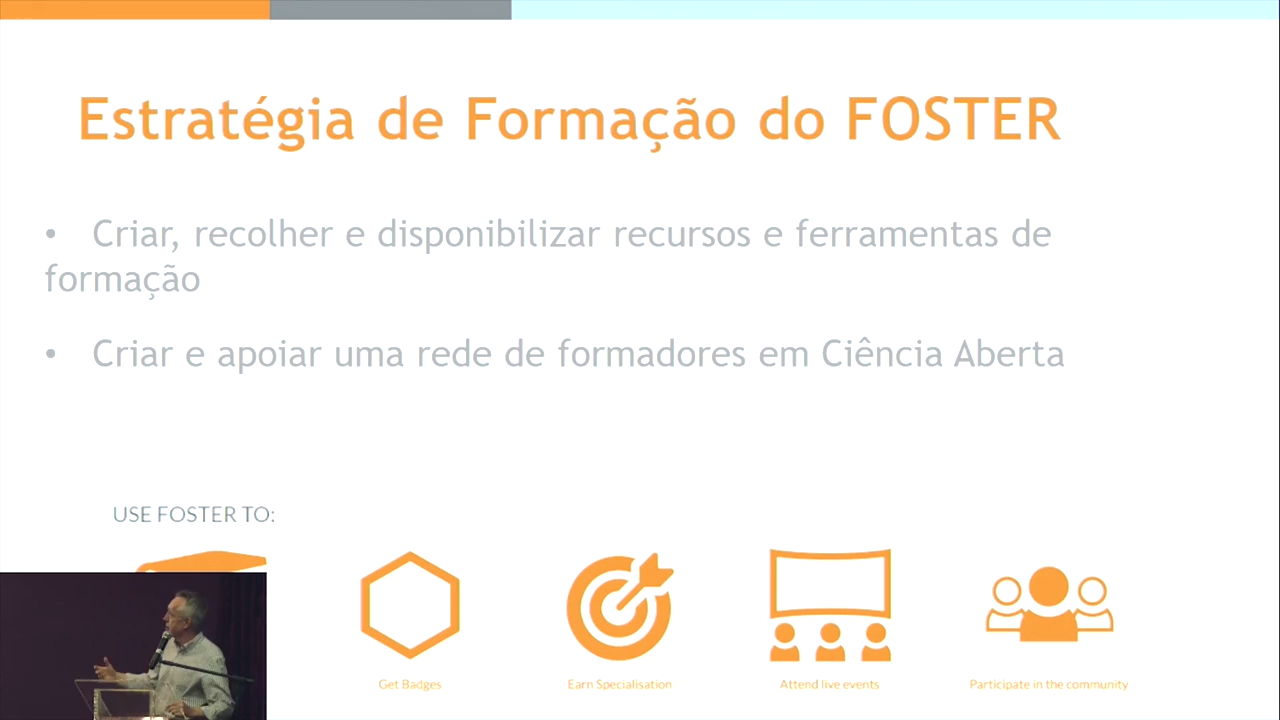 Estratégia de Formação do FOSTER
• Criar, recolher e disponibilizar recursos e ferramentas de
formação
• Criar e apoiar uma rede de formadores em Ciência Aberta
USE FOSTER TO:
Get Badges
Earn Specialisation
Attend live events
Participate in the community